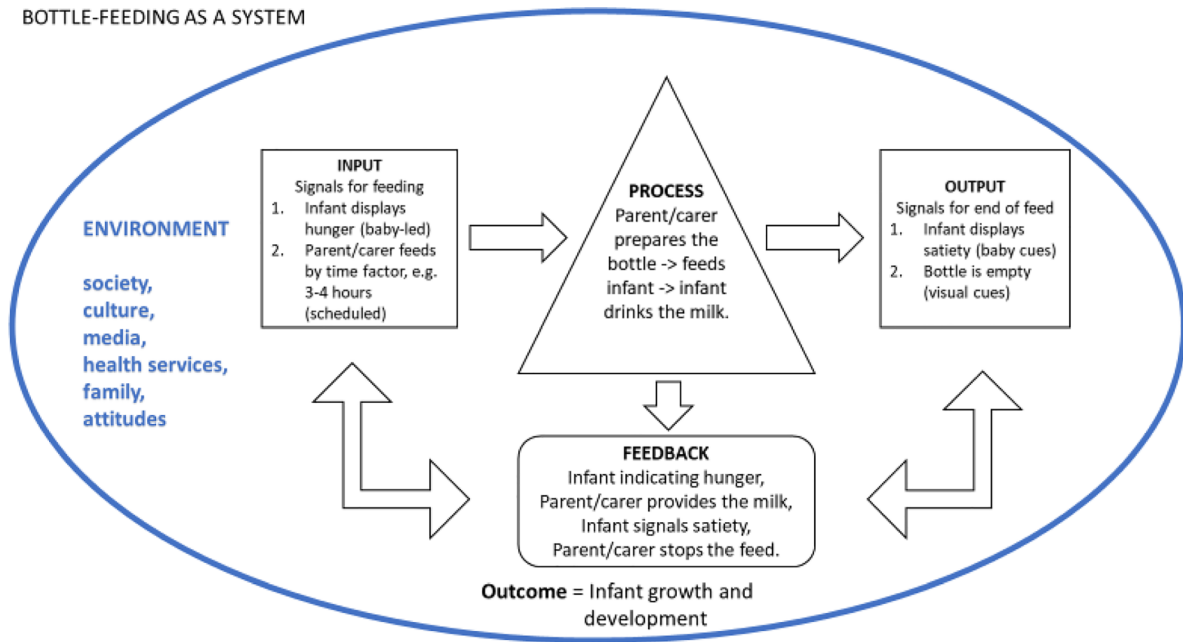 BOTTLE-FEEDING AS A SYSTEM
ENVIRONMENT
society,
culture,
media,
health services,
family,
attitudes
INPUT
Signals for feeding
1. Infant displays
hunger (baby-led)
2. Parent/carer feeds
by time factor, e.g.
3-4 hours
(scheduled)
PROCESS
Parent/carer
prepares the
bottle -> feeds
infant -> infant
drinks the milk.
OUTPUT
Signals for end of feed
1. Infant displays
satiety (baby cues)
2. Bottle is empty
(visual cues)
FEEDBACK
Infant indicating hunger,
Parent/carer provides the milk,
Infant signals satiety,
Parent/carer stops the feed.
Outcome = Infant growth and
development